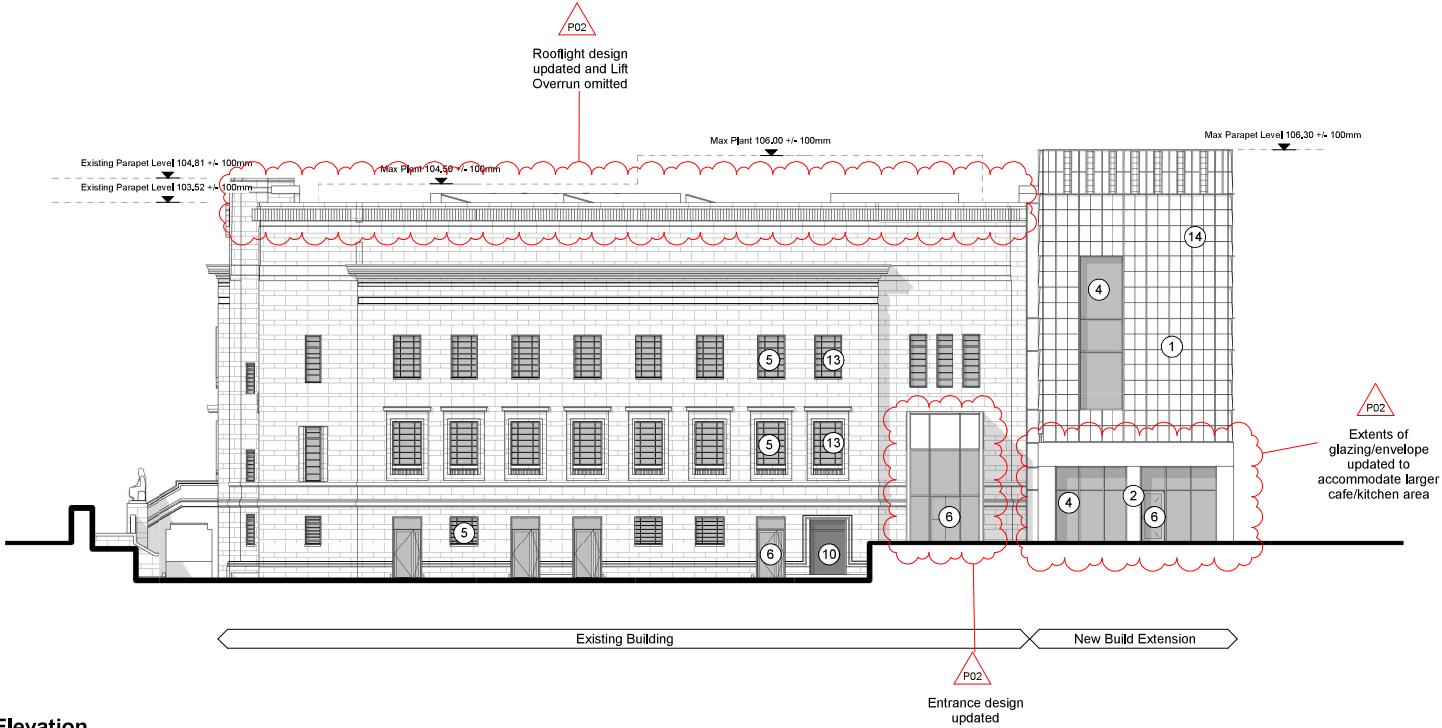 P02
Rooflight design
updated and Lift
Overrun omitted
Max Plant 106.00 +/- 100mm
Max Parapet Level 106.30 +/- 100mm
Existing Parapet Level 104.81 +/- 100mm
Max Plant 104.50 +/- 100mm
Existing Parapet Level 103.52 +/- 100mm
14
4
1
5
13
P02
Extents of
glazing/envelope
updated to
accommodate larger
cafe/kitchen area
5
13
4
2
6
6
5
6
10
Existing Building
New Build Extension
P02
Entrance design
updated
Elevation